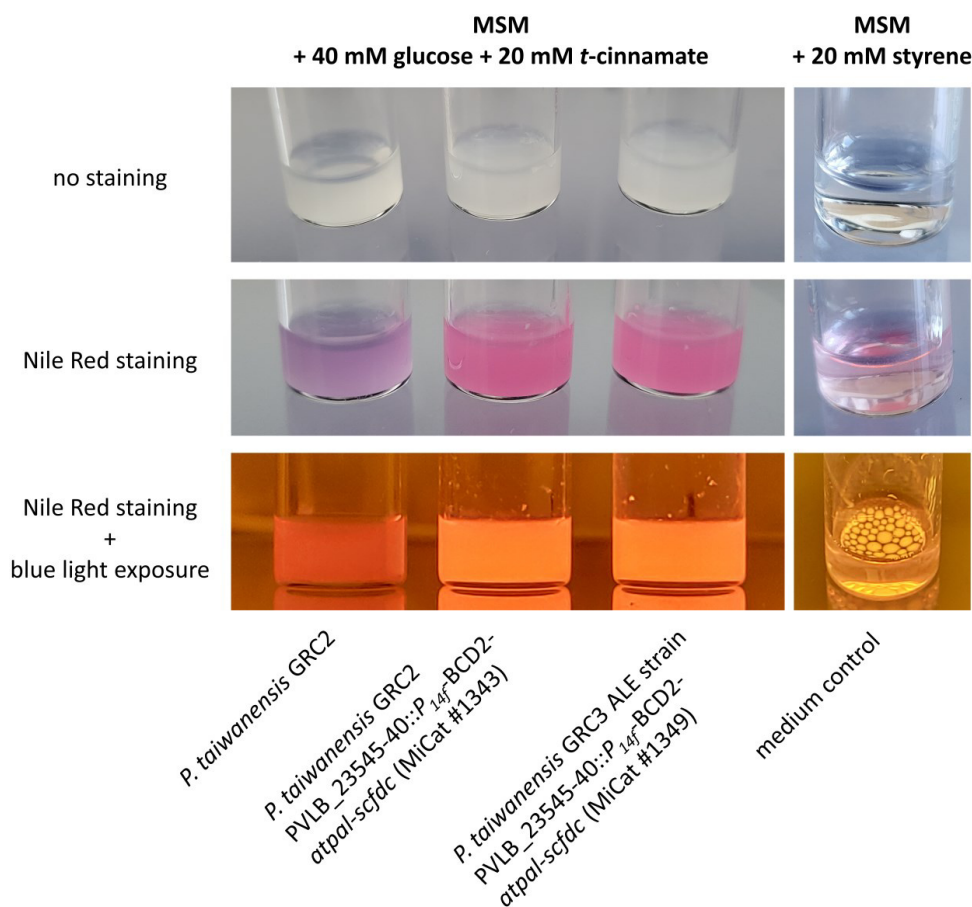 MSM
+ 40 mM glucose + 20 mM t-cinnamate
MSM
+ 20 mM styrene
no staining
Nile Red staining
Nile Red staining
+
blue light exposure
P. taiwanensis GRC2
P. taiwanensis GRC2
PVLB_23545-40::P14f-BCD2-
atpal-scfdc (MiCat #1343)
P. taiwanensis GRC3 ALE strain
PVLB_23545-40::P14f-BCD2-
atpal-scfdc (MiCat #1349)
medium control